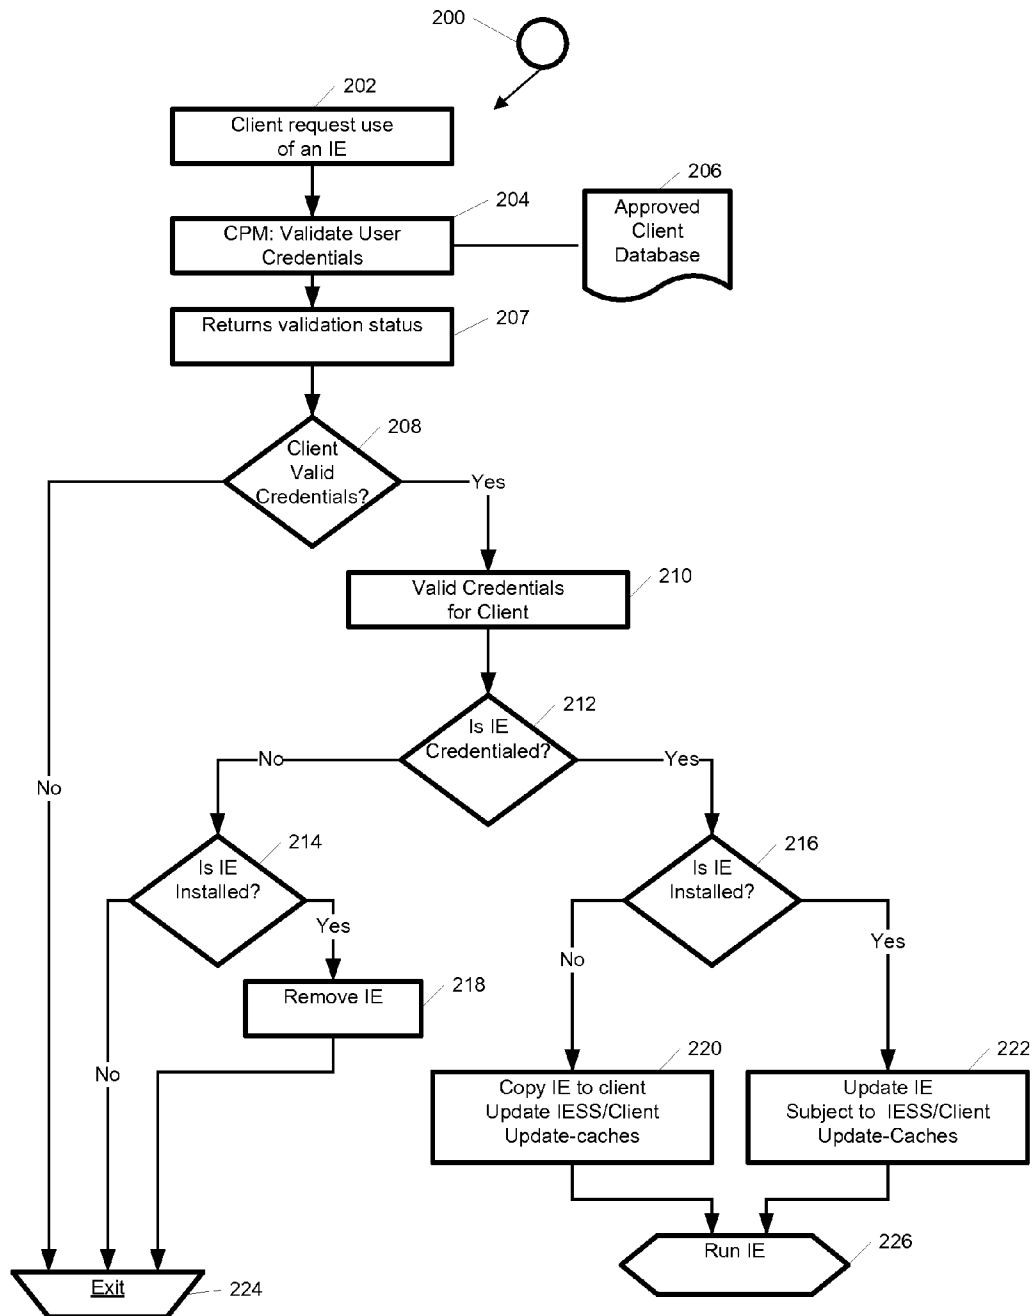 200
202
Client request use
of an IE
204
CPM: Validate User
Credentials
206
Approved
Client
Database
Returns validation status
207
208
Client
Valid
Credentials?
Yes
210
Valid Credentials
for Client
212
Is IE
Credentialed?
No
Yes
No
214
Is IE
Installed?
216
Is IE
Installed?
Yes
No
Yes
218
Remove IE
No
220
Copy IE to client
Update IESS/Client
Update-caches
222
Update IE
Subject to IESS/Client
Update-Caches
Run IE
226
Exit
224